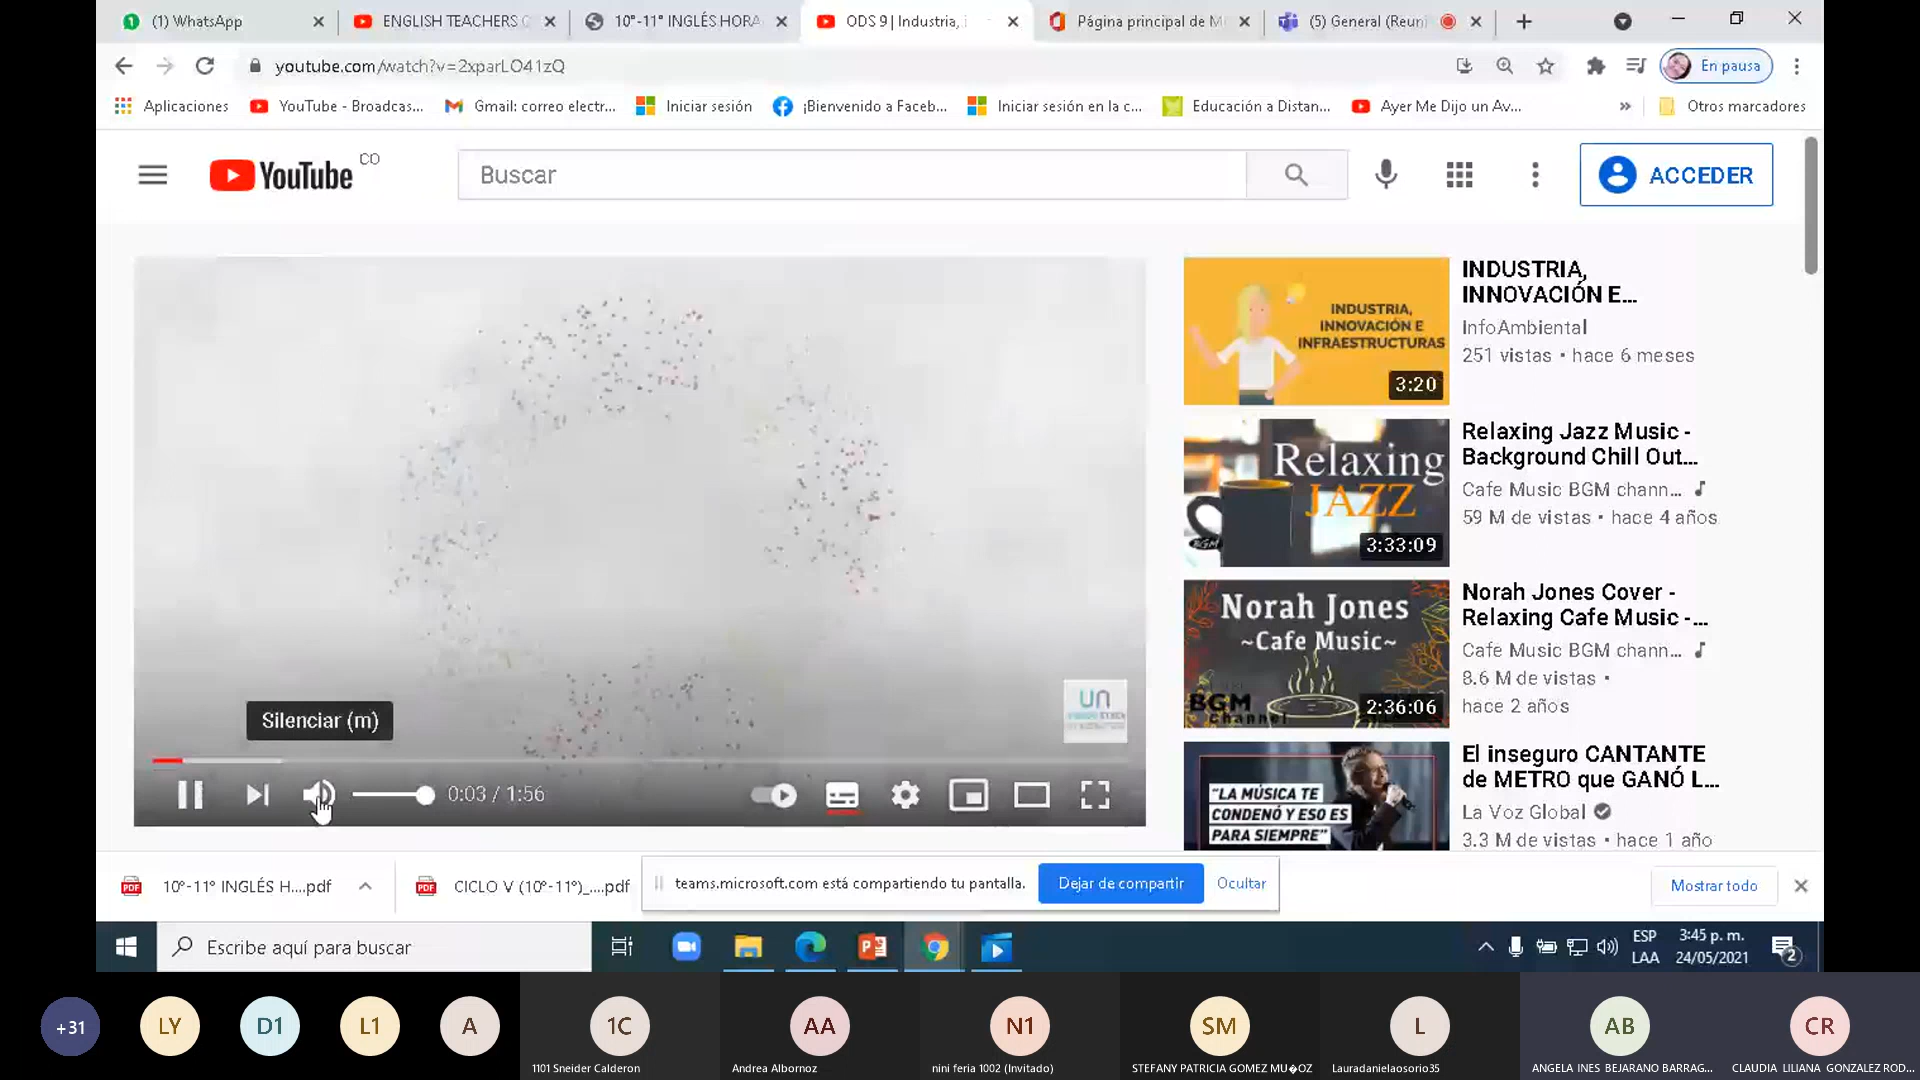 (1) WhatsApp
ENGLISH TEACHERS
10°-11° INGLÉS HORA
ODS 9 | Industria,
Página principal de M
(5) General (Reuni
youtube.com/watch?v=2xparLO41zQ
En pausa
Aplicaciones
YouTube - Broadcas...
Gmail: correo electr...
Iniciar sesión
¡Bienvenido a Faceb...
Iniciar sesión en la c...
Educación a Distan...
Ayer Me Dijo un Av...
»
Otros marcadores
YouTube CO
Buscar
ACCEDER
INDUSTRIA,
INNOVACIÓN E
INFRAESTRUCTURAS
3:20
INDUSTRIA,
INNOVACIÓN E...
InfoAmbiental
251 vistas • hace 6 meses
Relaxing
JAZZ
BGM
3:33:09
Relaxing Jazz Music -
Background Chill Out...
Cafe Music BGM chann...
59 M de vistas • hace 4 años
Norah Jones
~Cafe Music~
BGM
channel
2:36:06
Norah Jones Cover -
Relaxing Cafe Music -...
Cafe Music BGM chann...
8.6 M de vistas •
hace 2 años
"LA MÚSICA TE
CONDENÓ Y ESO ES
PARA SIEMPRE"
El inseguro CANTANTE
de METRO que GANÓ L...
La Voz Global
3.3 M de vistas • hace 1 año
un
Silenciar (m)
0:03 / 1:56
PDF
10°-11° INGLÉS H....pdf
PDF
CICLO V (10°-11°)_....pdf
teams.microsoft.com está compartiendo tu pantalla.
Dejar de compartir
Ocultar
Mostrar todo
Escribe aquí para buscar
ESP
LAA
3:45 p. m.
24/05/2021
2
+31
LY
D1
L1
A
1C
1101 Sneider Calderon
AA
Andrea Albornoz
N1
nini feria 1002 (Invitado)
SM
STEFANY PATRICIA GOMEZ MU�OZ
L
Lauradanielaosorio35
AB
ANGELA INES BEJARANO BARRAG...
CR
CLAUDIA LILIANA GONZALEZ ROD...